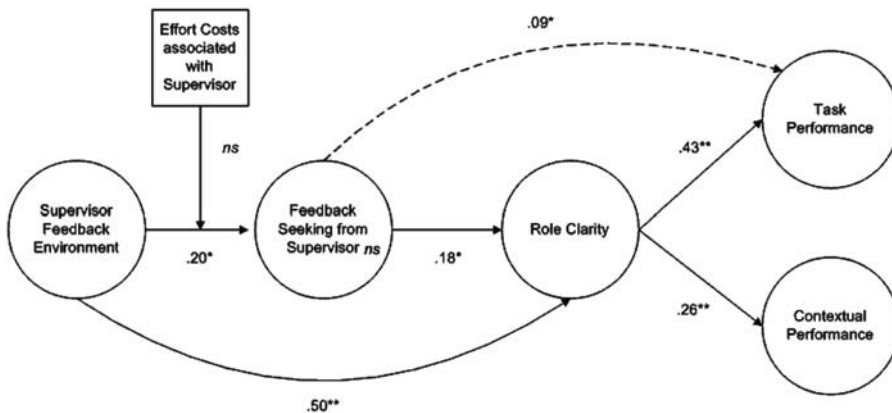 Effort Costs
associated
with
Supervisor
.09*
Task
Performance
ns
.43**
Supervisor
Feedback
Environment
Feedback
Seeking from
Supervisor ns
Role Clarity
.20*
.18*
.26**
Contextual
Performance
.50**